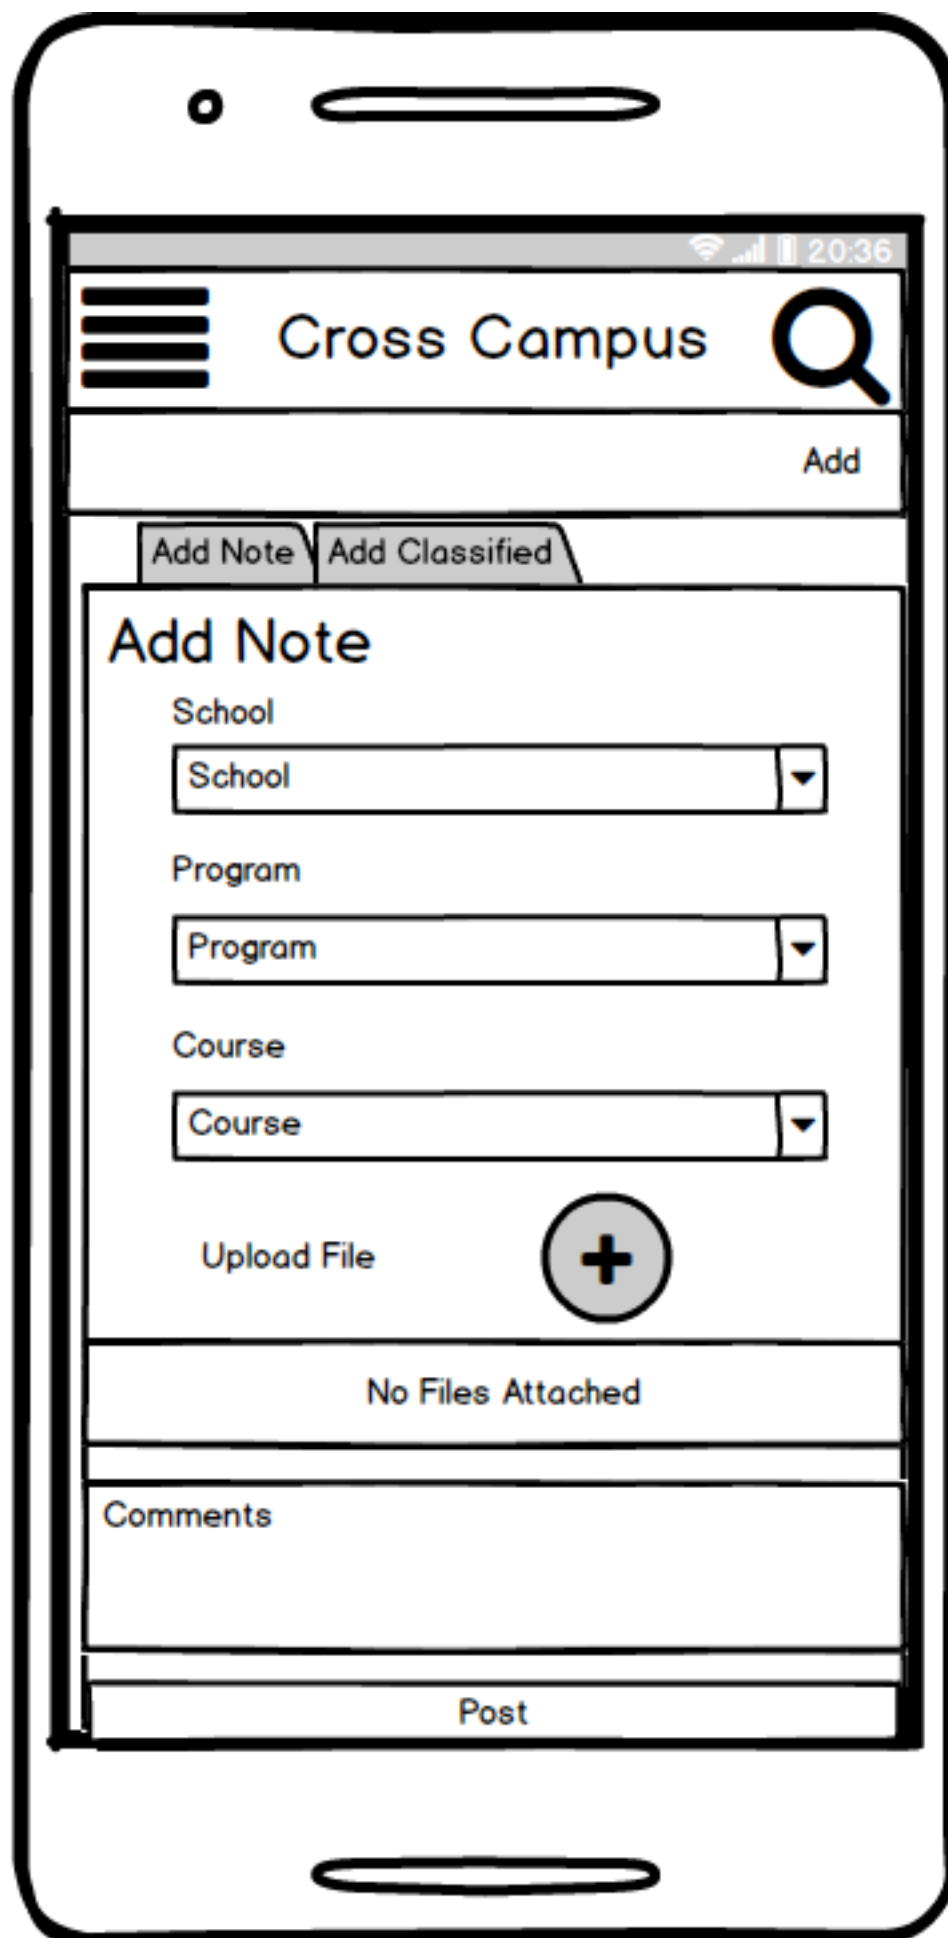 20:36
Cross Campus
Add
Add Note Add Classified
Add Note
School
School
Program
Program
Course
Course
Upload File
No Files Attached
Comments
Post